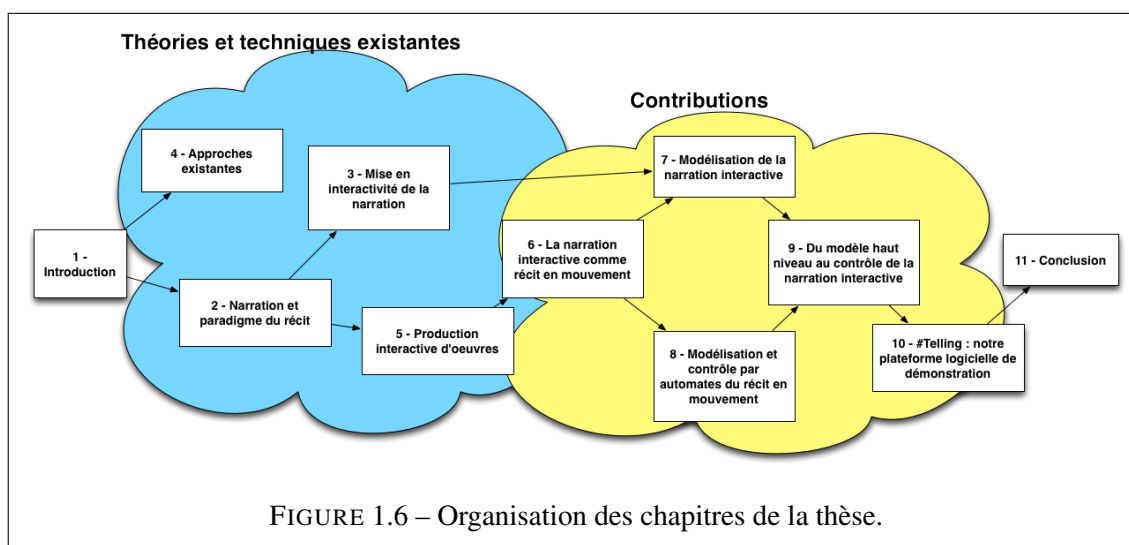 Théories et techniques existantes
Contributions
4 - Approches
existantes
3 - Mise en
interactivité de la
narration
7 - Modélisation de la
narration interactive
1 -
Introduction
2 - Narration et
paradigme du récit
5 - Production
interactive d'oeuvres
6 - La narration
interactive comme
récit en mouvement
8 - Modélisation et
contrôle par
automates du récit en
mouvement
9 - Du modèle haut
niveau au contrôle de la
narration interactive
10 - #Telling : notre
plateforme logicielle de
démonstration
11 - Conclusion
FIGURE 1.6 – Organisation des chapitres de la thèse.